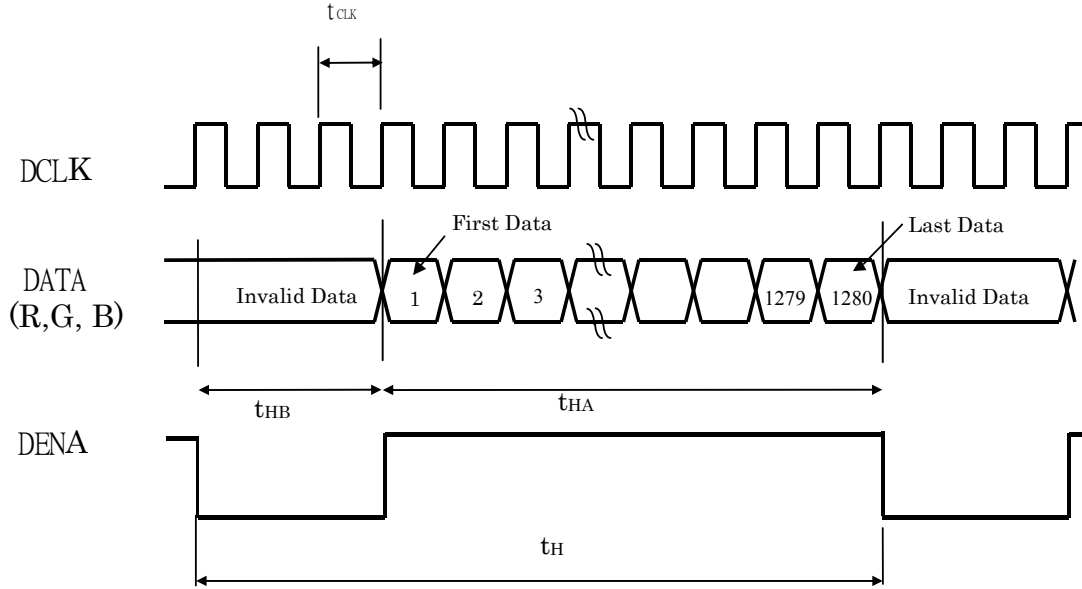 tCLK
DCLK
First Data
Last Data
DATA
(R,G, B)
Invalid Data
1
2
3
1279
1280
Invalid Data
tHB
tHA
DENA
tH